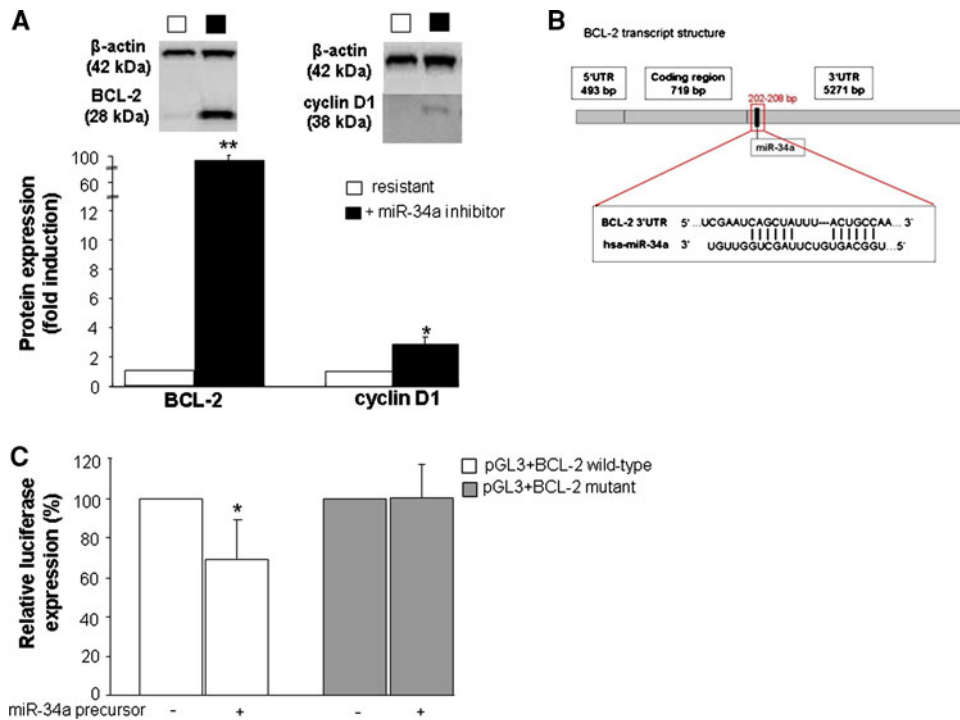 A
β-actin
(42 kDa)
BCL-2
(28 kDa)
β-actin
(42 kDa)
cyclin D1
(38 kDa)
Protein expression
(fold induction)
100
60
12
10
8
6
4
2
0
**
*
resistant
+ miR-34a inhibitor
BCL-2
cyclin D1
B
BCL-2 transcript structure
5'UTR
493 bp
Coding region
719 bp
202-208 bp
3'UTR
5271 bp
miR-34a
BCL-2 3'UTR 5' ...UCGAAUCAGCUAUUU---ACUGCCAA... 3'
hsa-miR-34a 3' UGUUGGUCGAUUCUGUGACGGU....5'
C
Relative luciferase
expression (%)
120
100
80
60
40
20
0
*
pGL3+BCL-2 wild-type
pGL3+BCL-2 mutant
miR-34a precursor - + - +